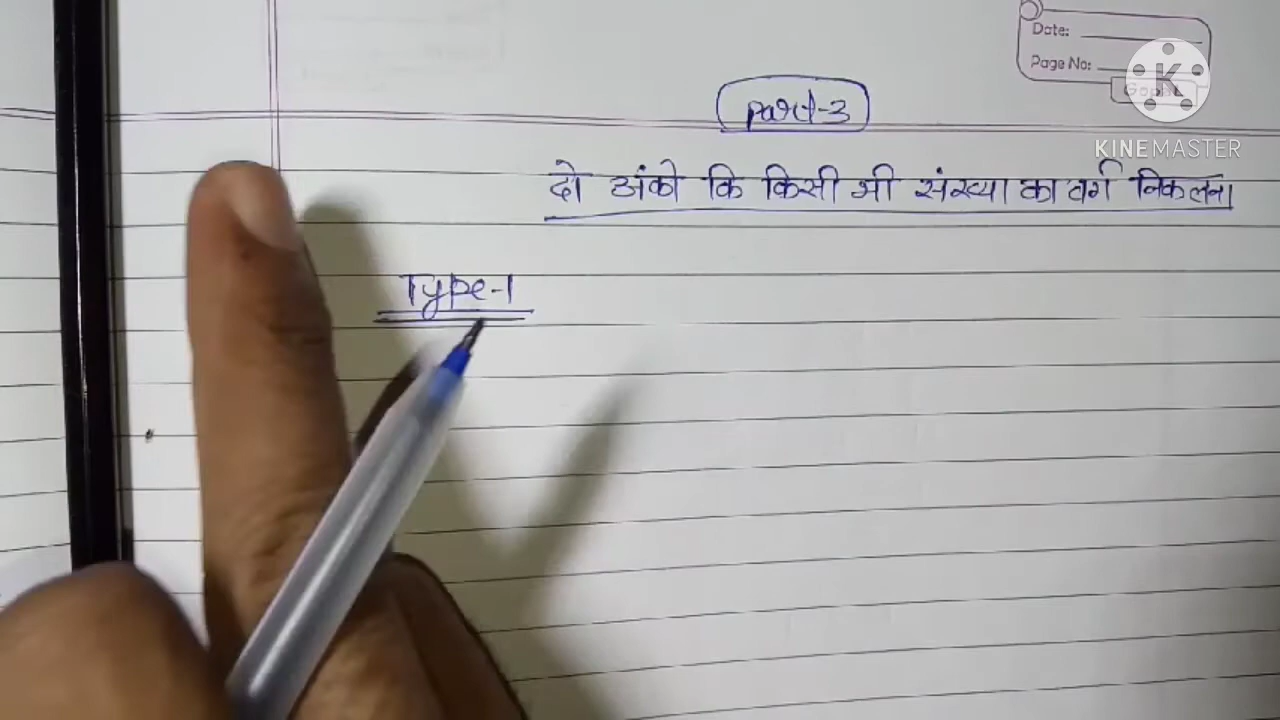 Date:
Page No:
KINEMASTER
Part-3
दो अंको कि किसी भी संख्या का वर्ग निकलना
Type-1